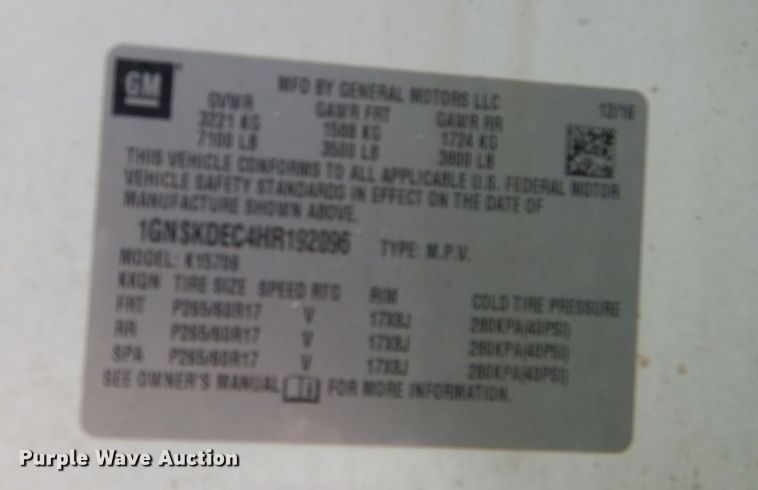 GM
MFD BY GENERAL MOTORS LLC
12/16
GVWR GAWR FRT GAWR RR
3221 KG 1588 KG 1724 KG
7100 LB 3500 LB 3800 LB
THIS VEHICLE CONFORMS TO ALL APPLICABLE U.S. FEDERAL MOTOR
VEHICLE SAFETY STANDARDS IN EFFECT ON THE DATE OF
MANUFACTURE SHOWN ABOVE.
1GNSKDEC4HR192096 TYPE: M.P.V.
MODEL: K15706
TIRE SIZE SPEED RTG RIM COLD TIRE PRESSURE
FRT P265/60R17 V 17X8J 280KPA(40PSI)
RR P265/60R17 V 17X8J 280KPA(40PSI)
SPA P265/60R17 V 17X8J 280KPA(40PSI)
SEE OWNER'S MANUAL FOR MORE INFORMATION.
Purple Wave Auction